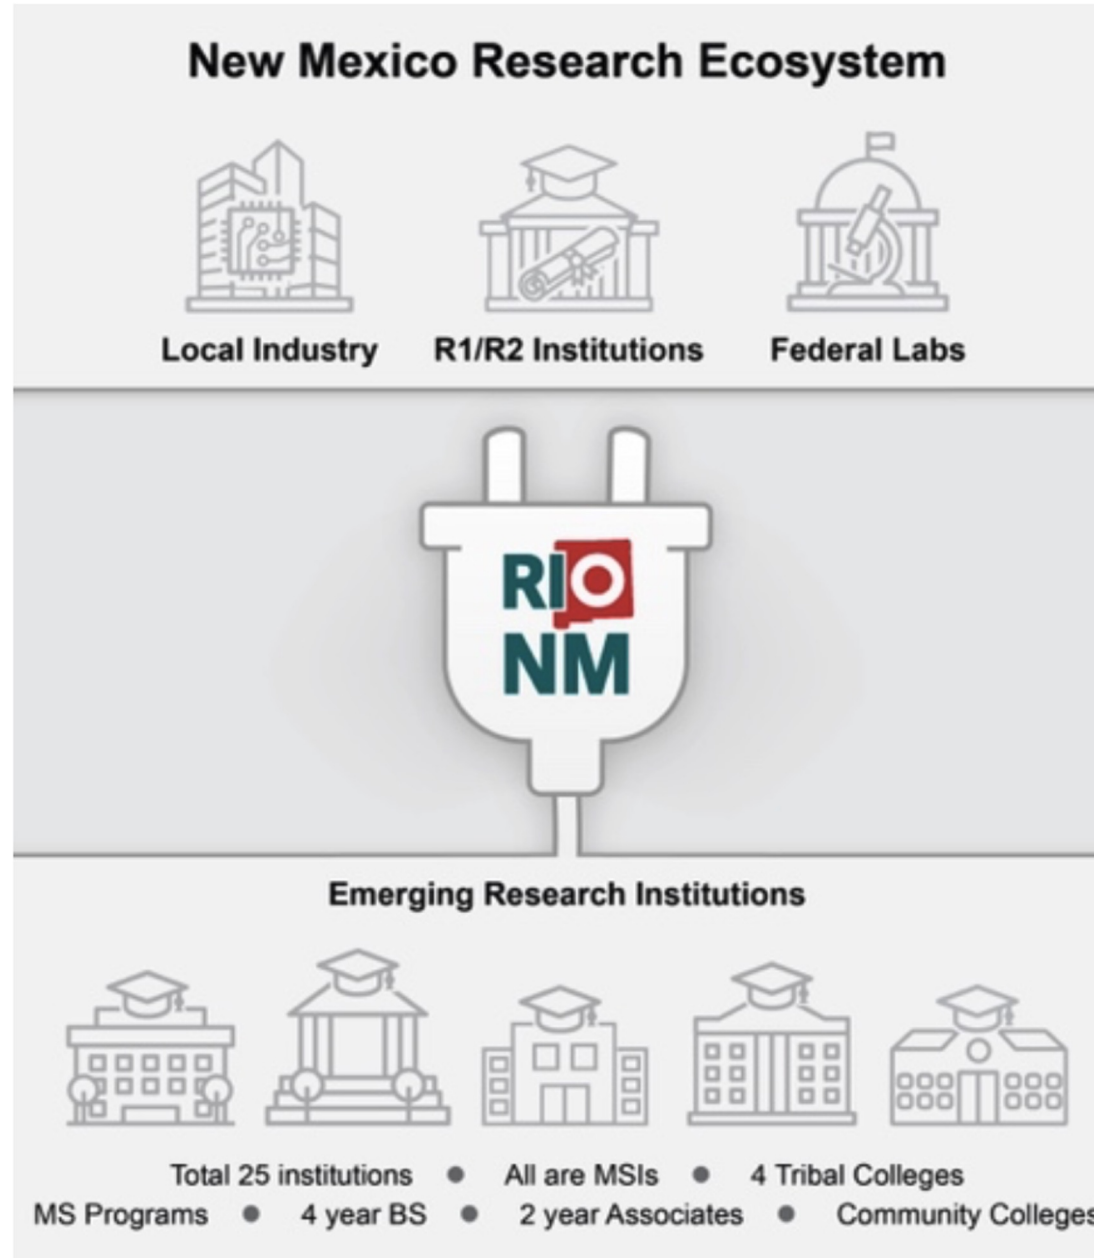 New Mexico Research Ecosystem
Local Industry R1/R2 Institutions Federal Labs
RIO
NM
Emerging Research Institutions
Total 25 institutions ● All are MSIs ● 4 Tribal Colleges
MS Programs ● 4 year BS ● 2 year Associates ● Community Colleges